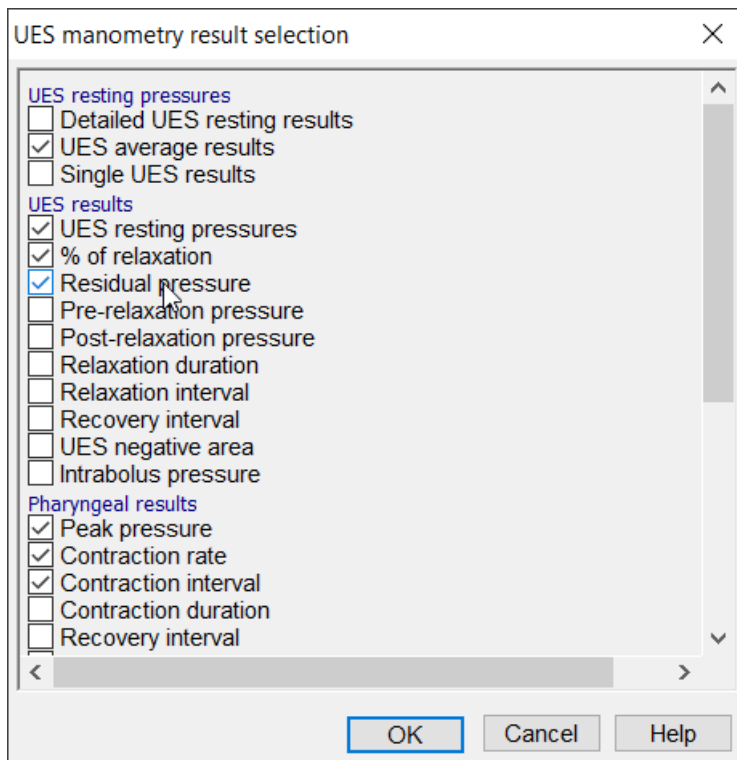 UES manometry result selection
UES resting pressures
Detailed UES resting results
UES average results
Single UES results
UES results
UES resting pressures
% of relaxation
Residual pressure
Pre-relaxation pressure
Post-relaxation pressure
Relaxation duration
Relaxation interval
Recovery interval
UES negative area
Intrabolus pressure
Pharyngeal results
Peak pressure
Contraction rate
Contraction interval
Contraction duration
Recovery interval
OK Cancel Help